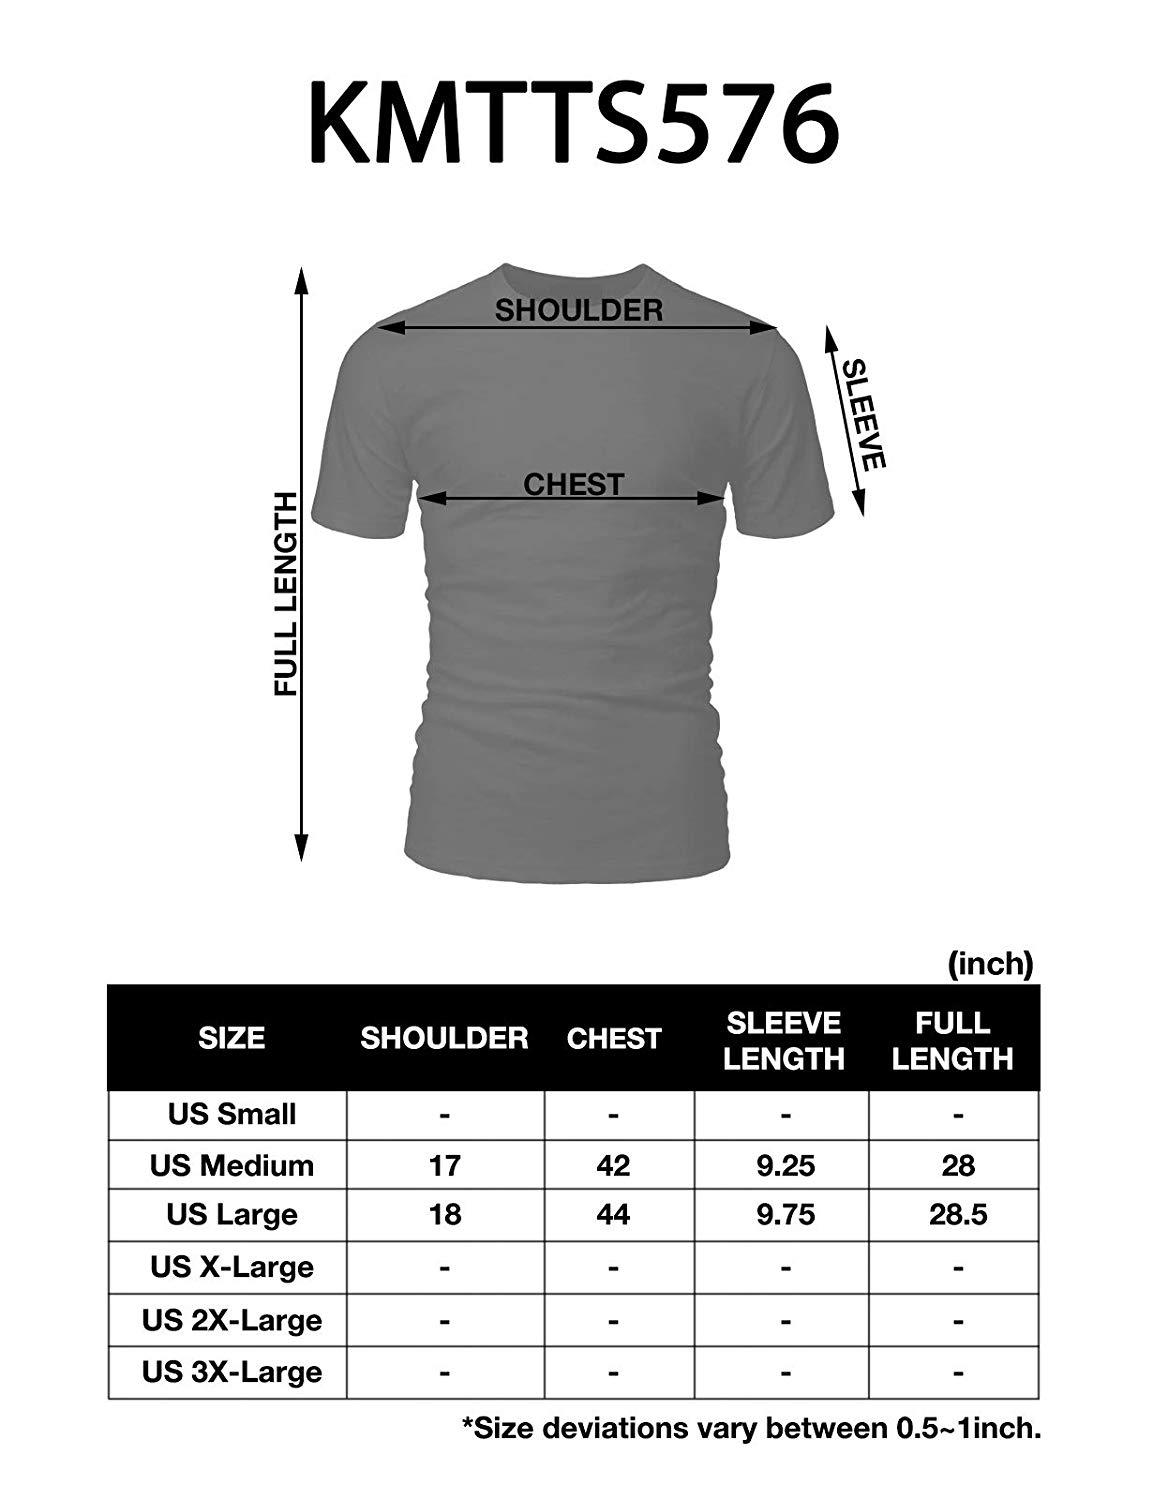 KMTTS576
SHOULDER
SLEEVE
CHEST
FULL LENGTH
(inch)
SIZE SHOULDER CHEST SLEEVE LENGTH FULL LENGTH
US Small - - - -
US Medium 17 42 9.25 28
US Large 18 44 9.75 28.5
US X-Large - - - -
US 2X-Large - - - -
US 3X-Large - - - -
*Size deviations vary between 0.5~1inch.